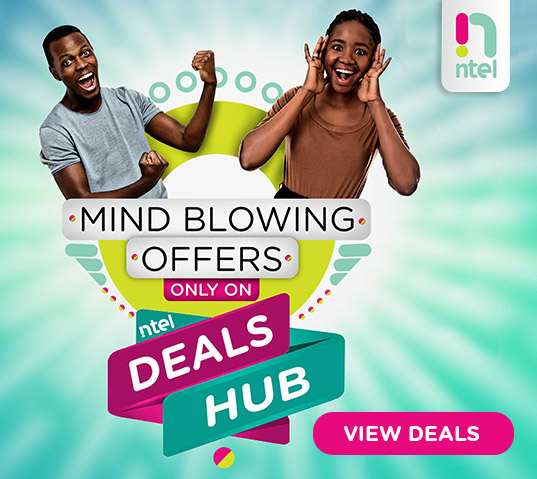 ntel
MIND BLOWING
OFFERS
ONLY ON
ntel
DEALS
HUB
VIEW DEALS